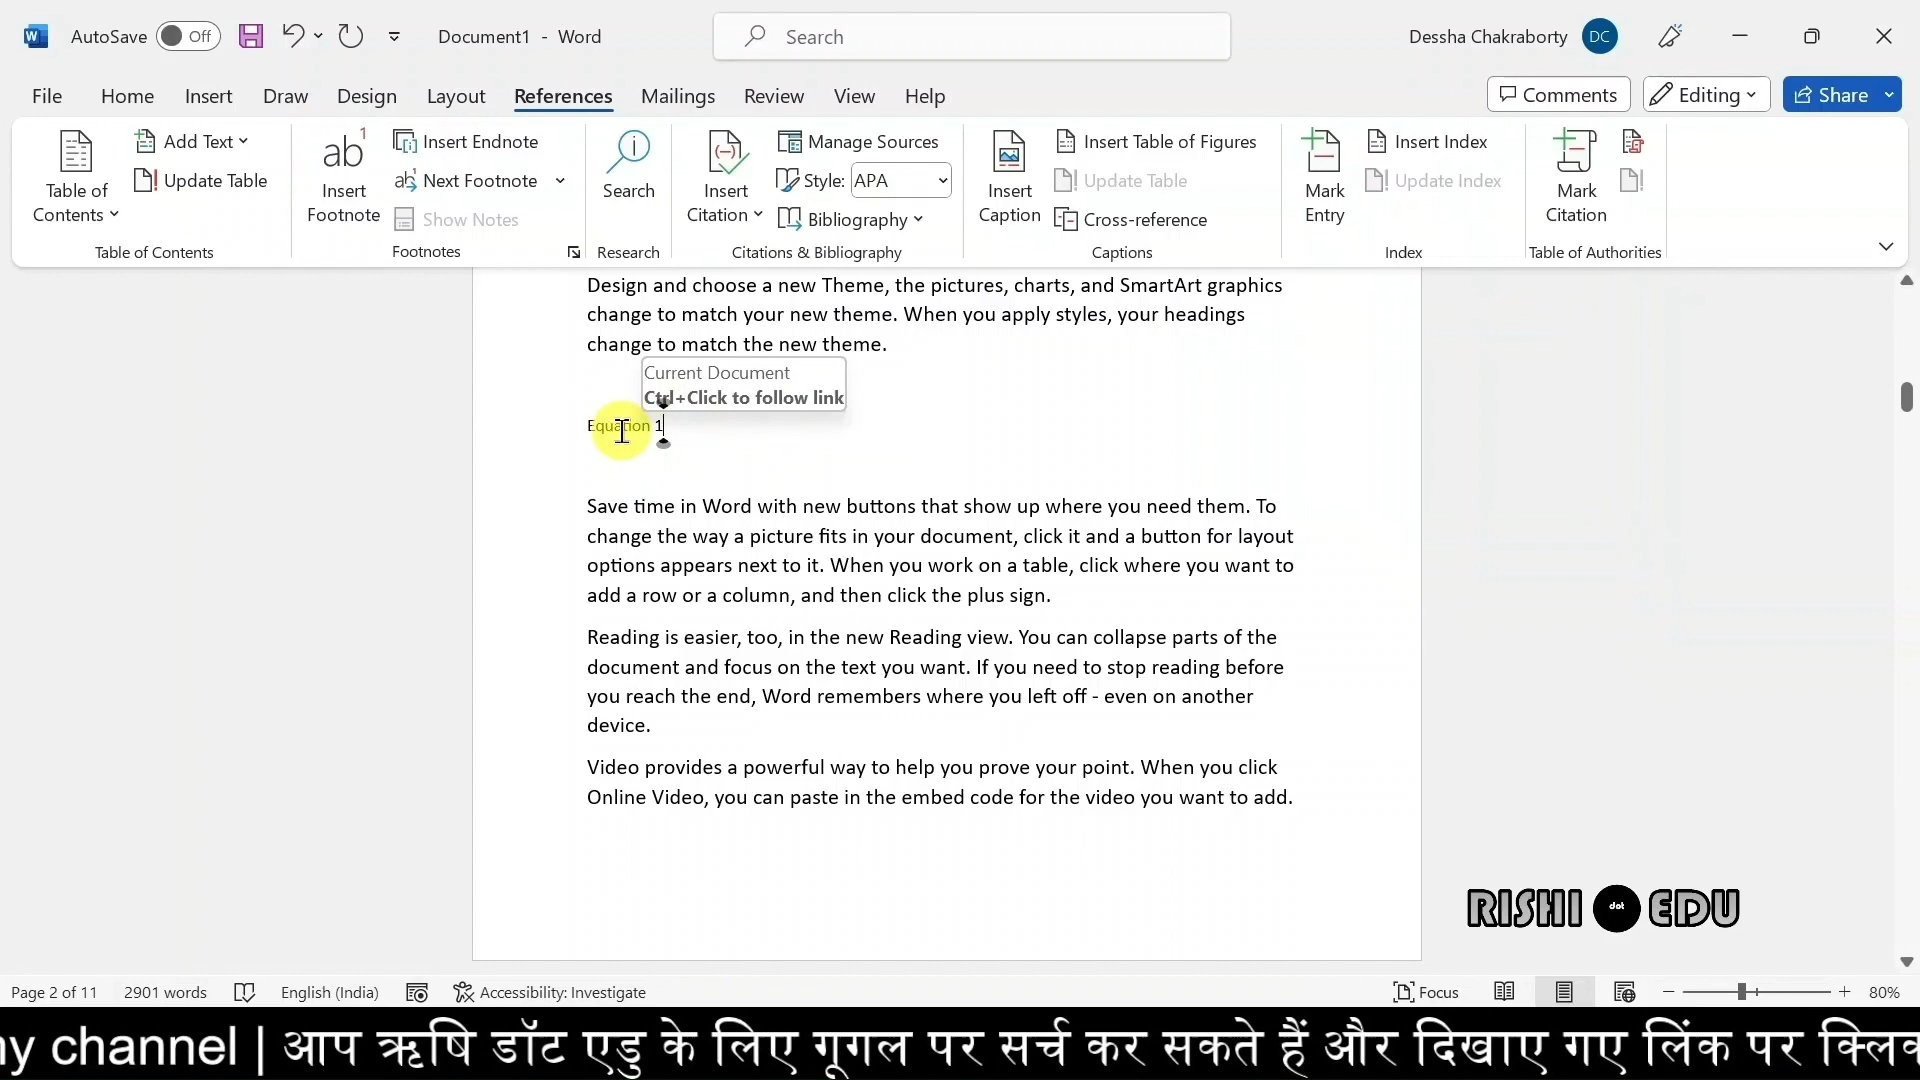 AutoSave Off Document1 - Word Search Dessha Chakraborty DC
File Home Insert Draw Design Layout References Mailings Review View Help Comments Editing Share
Table of Contents Add Text Update Table
Table of Contents
ab1 Insert Footnote Insert Endnote Next Footnote Show Notes
Footnotes
Search
Research
Insert Citation Manage Sources Style: APA Bibliography
Citations & Bibliography
Insert Caption Insert Table of Figures Update Table Cross-reference
Captions
Mark Entry Insert Index Update Index
Index
Mark Citation
Table of Authorities
Design and choose a new Theme, the pictures, charts, and SmartArt graphics
change to match your new theme. When you apply styles, your headings
change to match the new theme.
Current Document
Ctrl+Click to follow link
Equation 1
Save time in Word with new buttons that show up where you need them. To
change the way a picture fits in your document, click it and a button for layout
options appears next to it. When you work on a table, click where you want to
add a row or a column, and then click the plus sign.
Reading is easier, too, in the new Reading view. You can collapse parts of the
document and focus on the text you want. If you need to stop reading before
you reach the end, Word remembers where you left off - even on another
device.
Video provides a powerful way to help you prove your point. When you click
Online Video, you can paste in the embed code for the video you want to add.
RISHI dot EDU
Page 2 of 11 2901 words English (India) Accessibility: Investigate Focus 80%
my channel | आप ऋषि डॉट एडु के लिए गूगल पर सर्च कर सकते हैं और दिखाए गए लिंक पर क्लिक